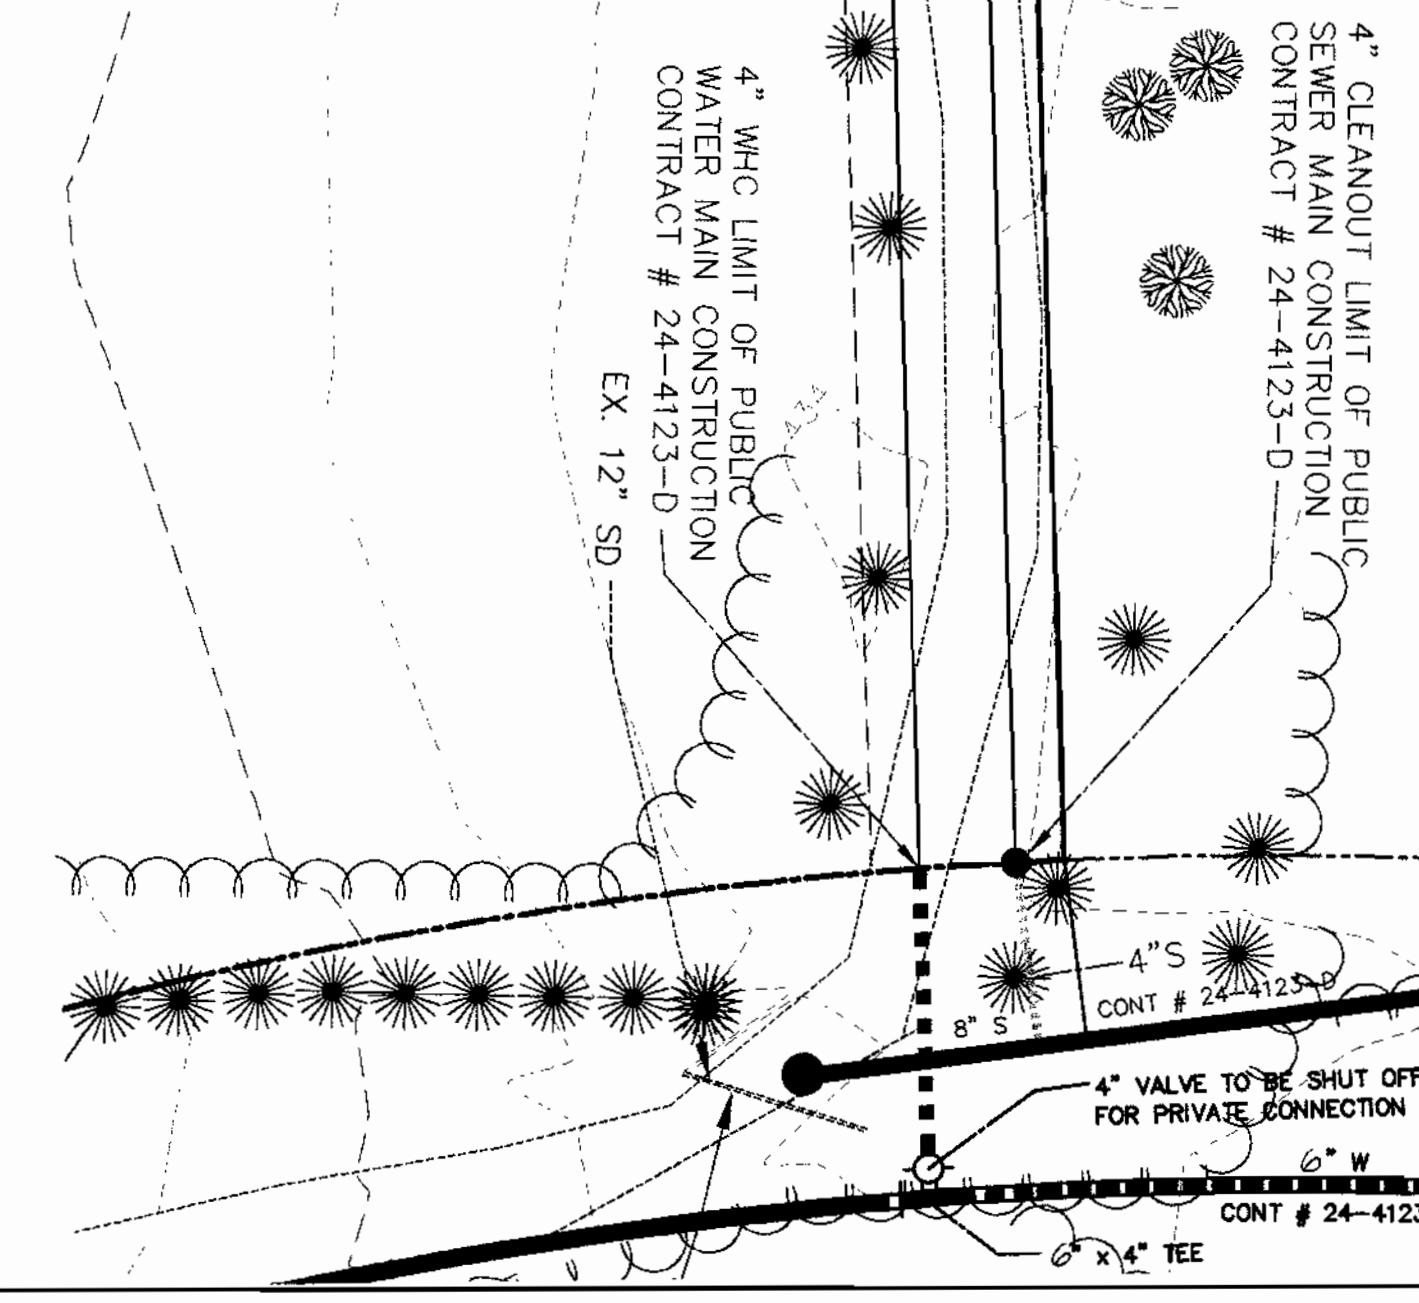 4" CLEANOUT LIMIT OF PUBLIC
SEWER MAIN CONSTRUCTION
CONTRACT # 24-4123-D
4" WHC LIMIT OF PUBLIC
WATER MAIN CONSTRUCTION
CONTRACT # 24-4123-D
EX. 12" SD
434
4"S
CONT # 24-4123-D
8" S
4" VALVE TO BE SHUT OFF
FOR PRIVATE CONNECTION
6" W
CONT # 24-4123
6" x 4" TEE